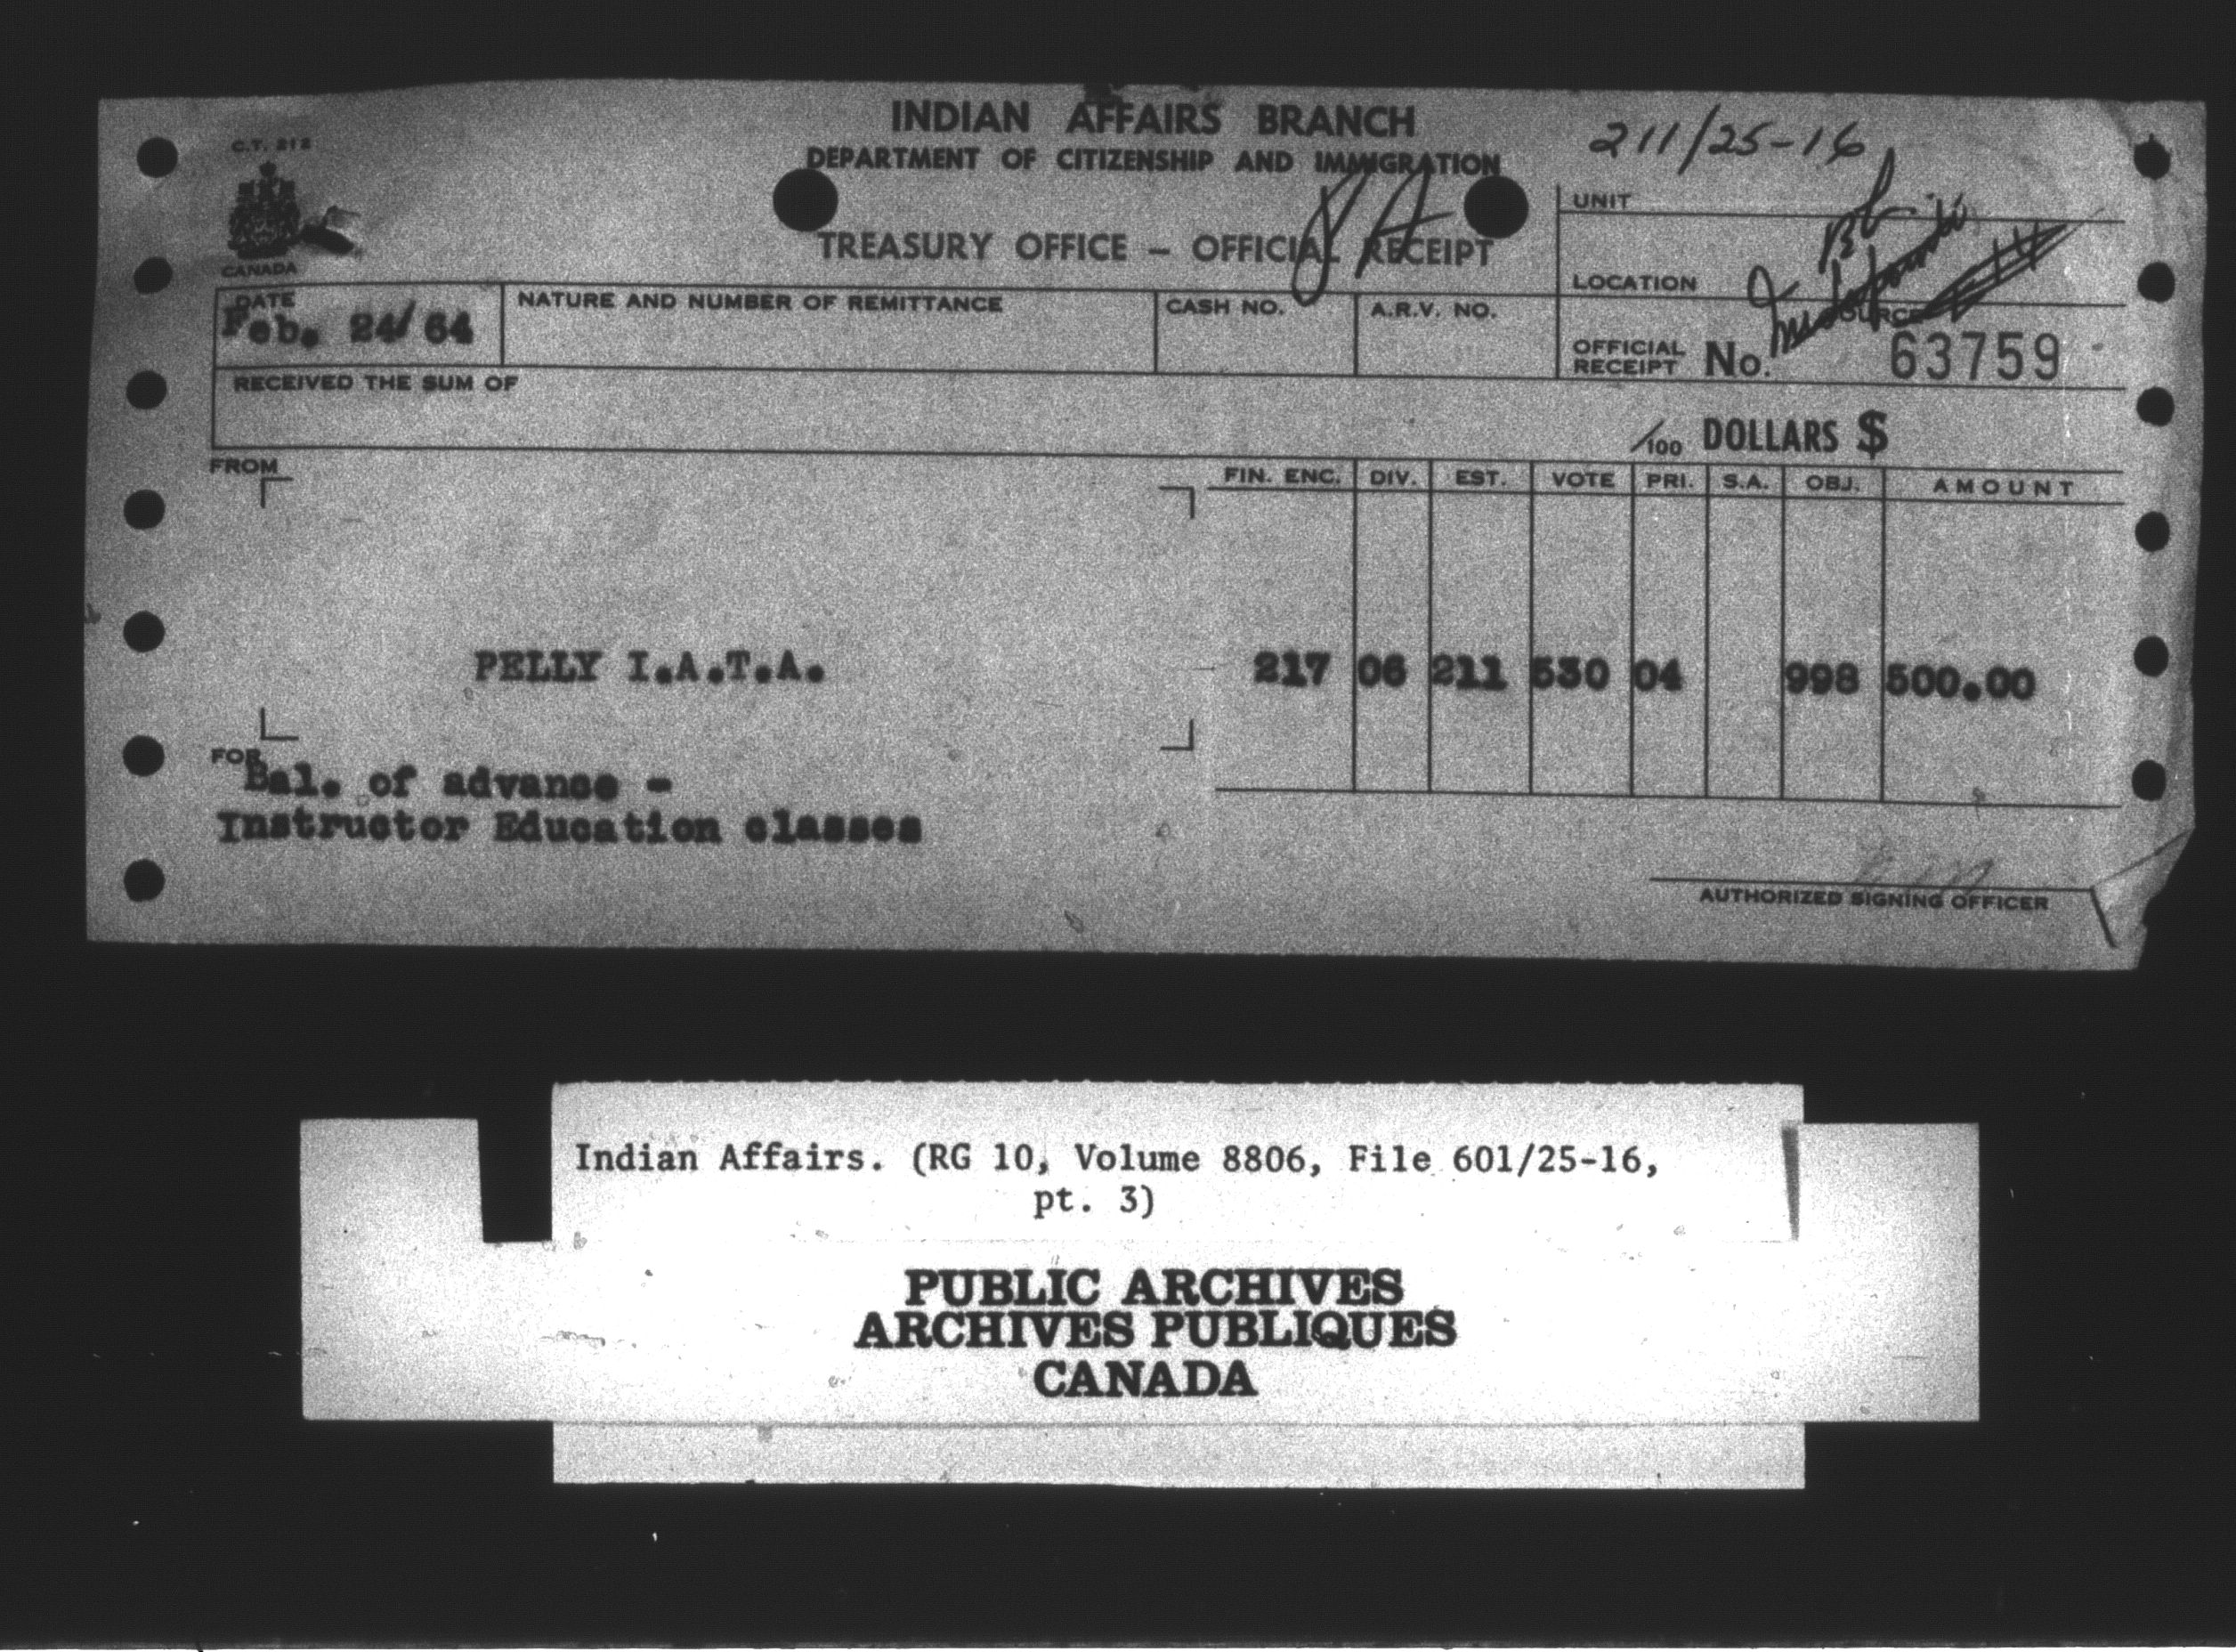 C.T. 212
CANADA
INDIAN AFFAIRS BRANCH
DEPARTMENT OF CITIZENSHIP AND IMMIGRATION
TREASURY OFFICE – OFFICIAL RECEIPT
211/25-16
UNIT
LOCATION
SOURCE
OFFICIAL RECEIPT No. 63759
DATE
Feb. 24/64
NATURE AND NUMBER OF REMITTANCE
CASH NO.
A.R.V. NO.
RECEIVED THE SUM OF
/100 DOLLARS $
FROM
FIN. ENC. DIV. EST. VOTE PRI. S.A. OBJ. AMOUNT
PELLY I.A.T.A.
217 06 211 530 04 998 500.00
FOR
Bal. of advance -
Instructor Education classes
AUTHORIZED SIGNING OFFICER
Indian Affairs. (RG 10, Volume 8806, File 601/25-16,
pt. 3)
PUBLIC ARCHIVES
ARCHIVES PUBLIQUES
CANADA